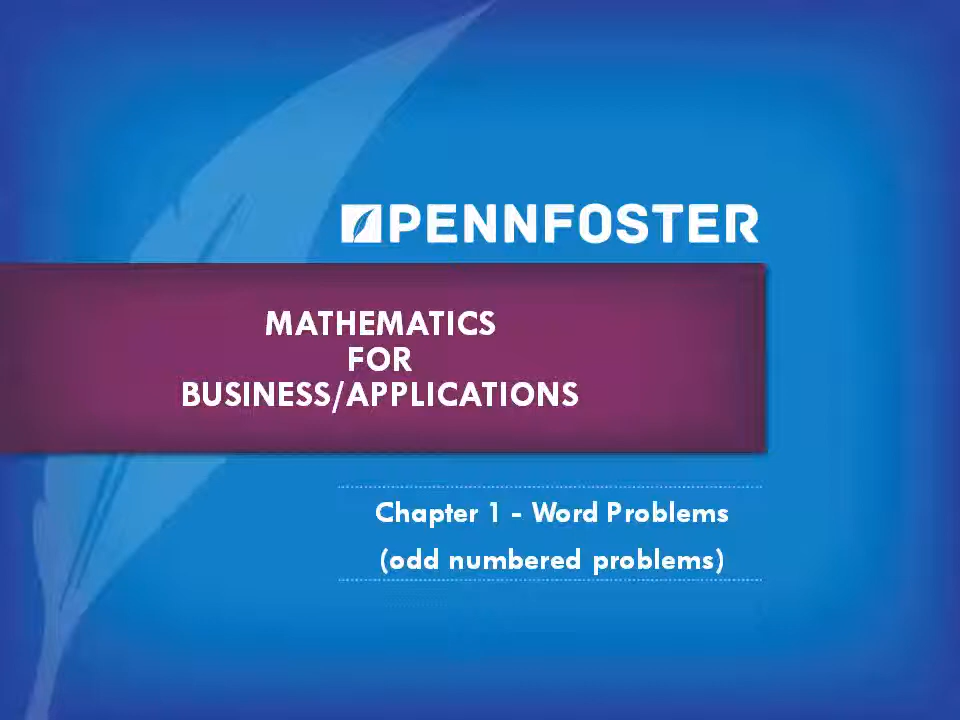 PENNFOSTER
MATHEMATICS
FOR
BUSINESS/APPLICATIONS
Chapter 1 - Word Problems
(odd numbered problems)